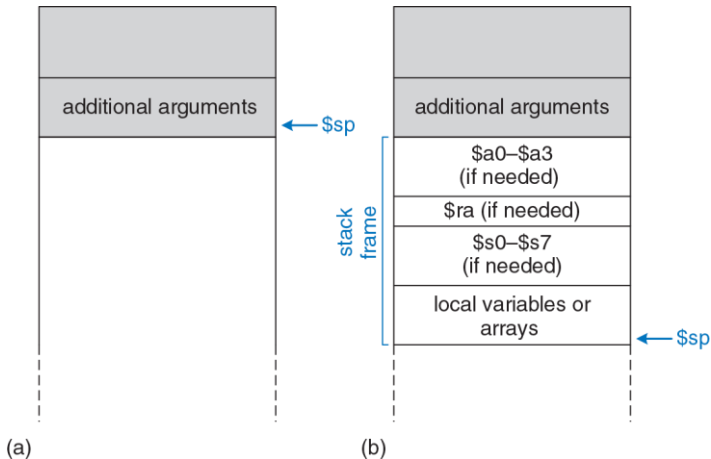 additional arguments
$sp
(a)
additional arguments
$a0–$a3
(if needed)
$ra (if needed)
$s0–$s7
(if needed)
local variables or
arrays
$sp
stack
frame
(b)